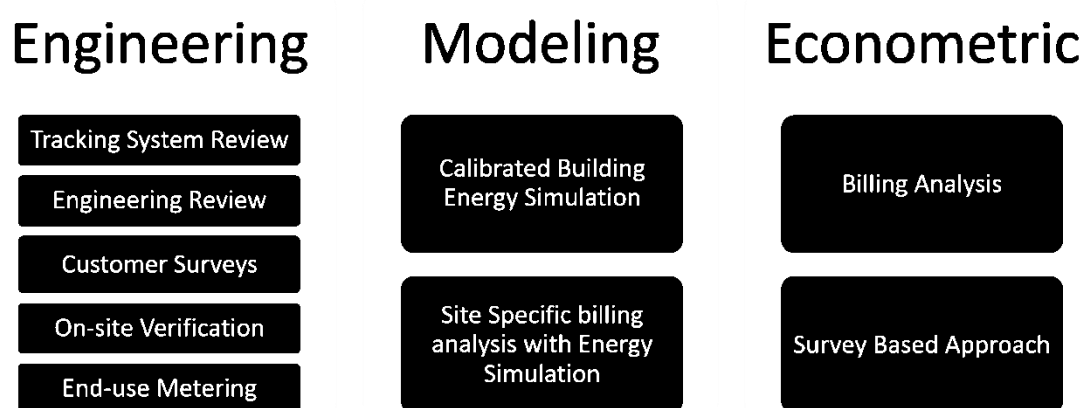 Engineering
Tracking System Review
Engineering Review
Customer Surveys
On-site Verification
End-use Metering
Modeling
Calibrated Building
Energy Simulation
Site Specific billing
analysis with Energy
Simulation
Econometric
Billing Analysis
Survey Based Approach